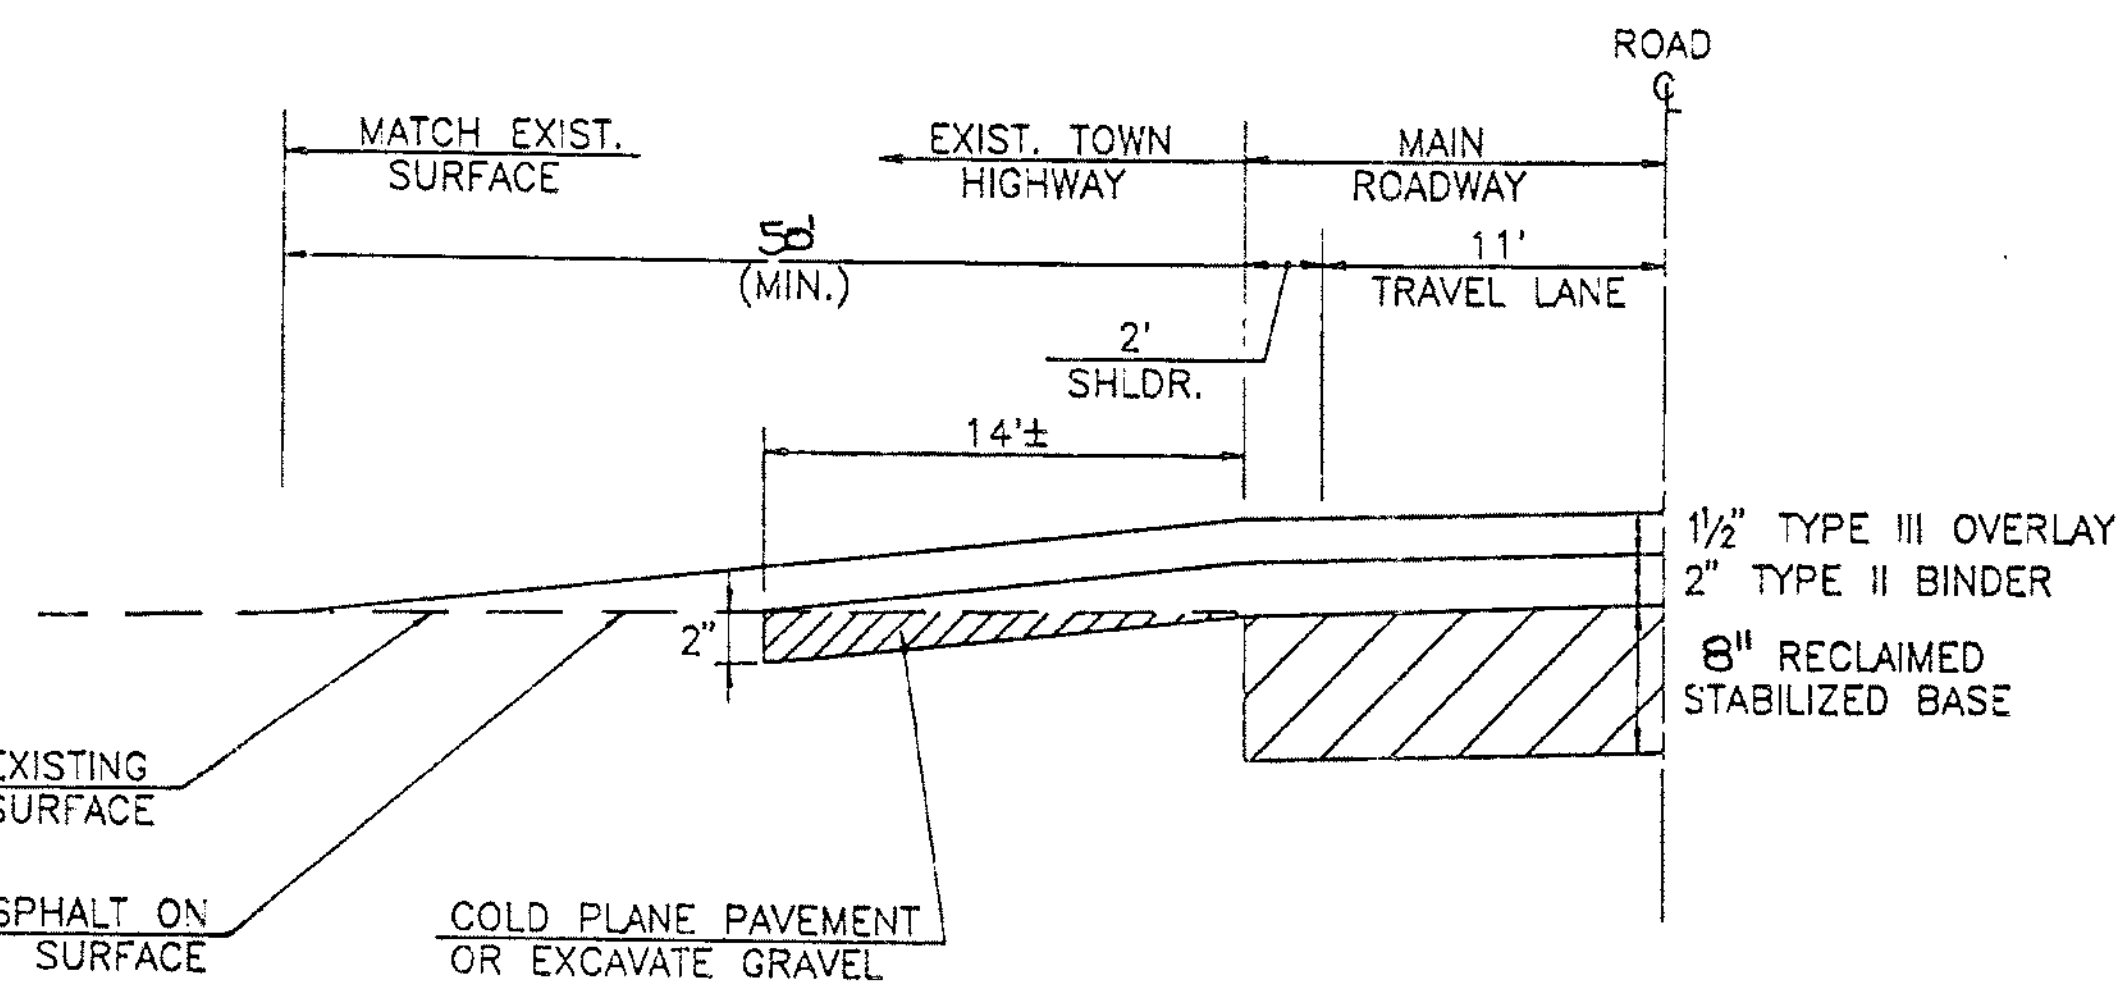 ROAD
℄
MATCH EXIST.
SURFACE
EXIST. TOWN
HIGHWAY
MAIN
ROADWAY
50'
(MIN.)
11'
TRAVEL LANE
2'
SHLDR.
14'±
1½" TYPE III OVERLAY
2" TYPE II BINDER
2"
8" RECLAIMED
STABILIZED BASE
EXISTING
SURFACE
SPHALT ON
SURFACE
COLD PLANE PAVEMENT
OR EXCAVATE GRAVEL